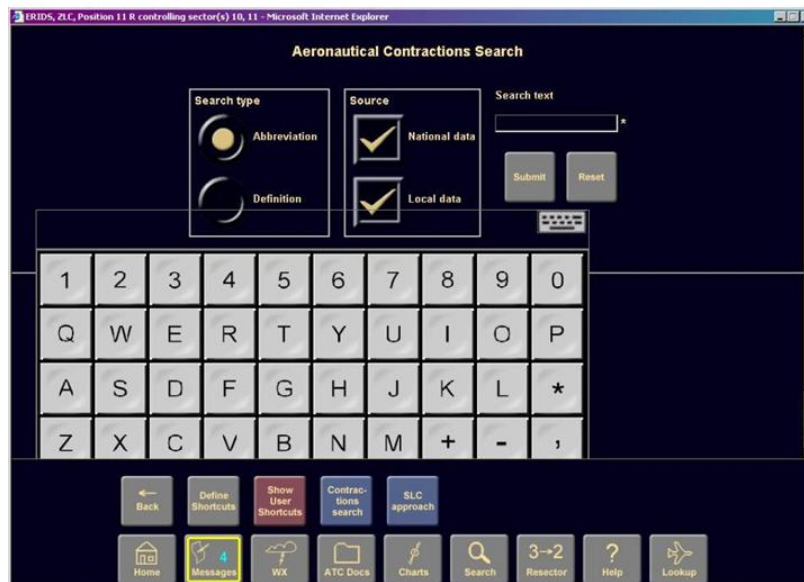 ERIDS, ZLC, Position 11 R controlling sector(s) 10, 11 - Microsoft Internet Explorer
Aeronautical Contractions Search
Search type
Source
Search text
Abbreviation
National data
*
Submit
Reset
Definition
Local data
1 2 3 4 5 6 7 8 9 0
Q W E R T Y U I O P
A S D F G H J K L *
Z X C V B N M + - ,
Back
Define
Shortcuts
Show
User
Shortcuts
Contrac-
tions
search
SLC
approach
Home
4
Messages
WX
ATC Docs
Charts
Search
3→2
Resector
?
Help
Lookup